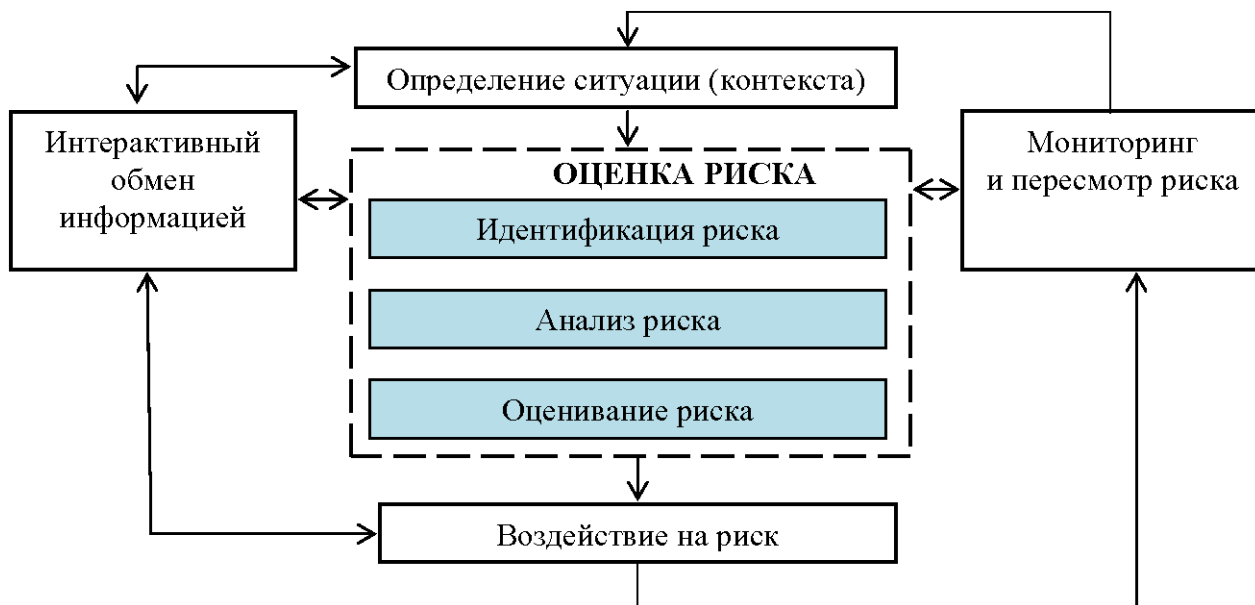 Определение ситуации (контекста)
Интерактивный
обмен
информацией
ОЦЕНКА РИСКА
Идентификация риска
Анализ риска
Оценивание риска
Мониторинг
и пересмотр риска
Воздействие на риск